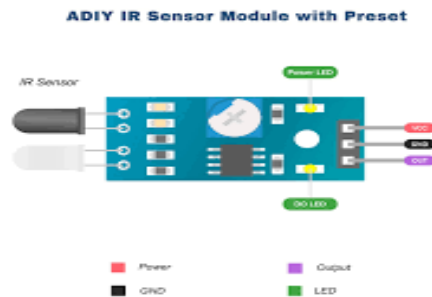 ADIY IR Sensor Module with Preset
Power LED
IR Sensor
VCC
GND
OUT
DO LED
Power
Output
GND
LED